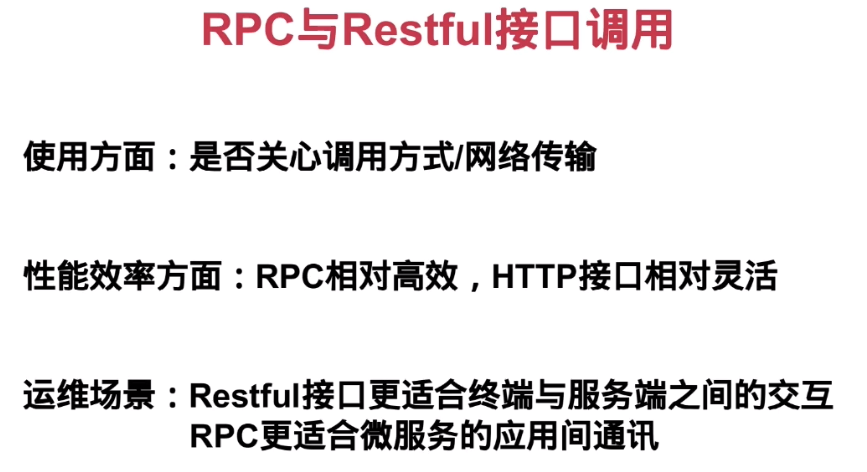 RPC与Restful接口调用
使用方面：是否关心调用方式/网络传输
性能效率方面：RPC相对高效，HTTP接口相对灵活
运维场景：Restful接口更适合终端与服务端之间的交互
RPC更适合微服务的应用间通讯